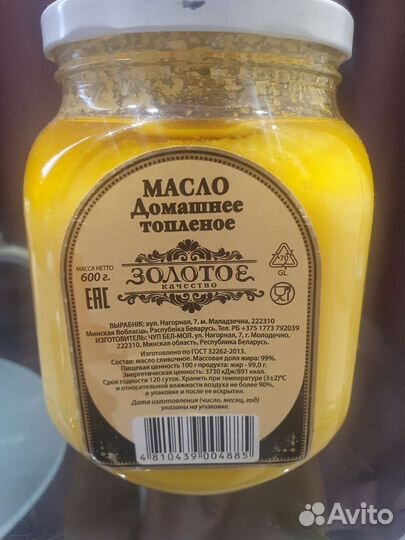 МАСЛО
Домашнее
топленое
МАССА НЕТТО
600 г.
ЗОЛОТОЕ
качество
EAC
70
GL
ВЫРАБНІК: вул. Нагорная, 7, м. Маладзечна, 222310
Минская Вобласць, Рэспубліка Беларусь. Тел. РБ +375 1773 792039
ИЗГОТОВИТЕЛЬ: ЧУП БЕЛ-МОЛ. ул. Нагорная, 7, г. Молодечно,
222310, Минская область, Республика Беларусь.
Изготовлено по ГОСТ 32262-2013.
Состав: масло сливочное. Массовая доля жира: 99%.
Пищевая ценность 100 г продукта: жир - 99,0 г.
Энергетическая ценность: 3730 кДж/891 ккал.
Срок годности 120 суток. Хранить при температуре (3±2)°С
и относительной влажности воздуха не более 90%,
в упаковке и после ее вскрытия.
Дата изготовления (число, месяц, год)
указаны на упаковке.
4 810439 004885
Avito